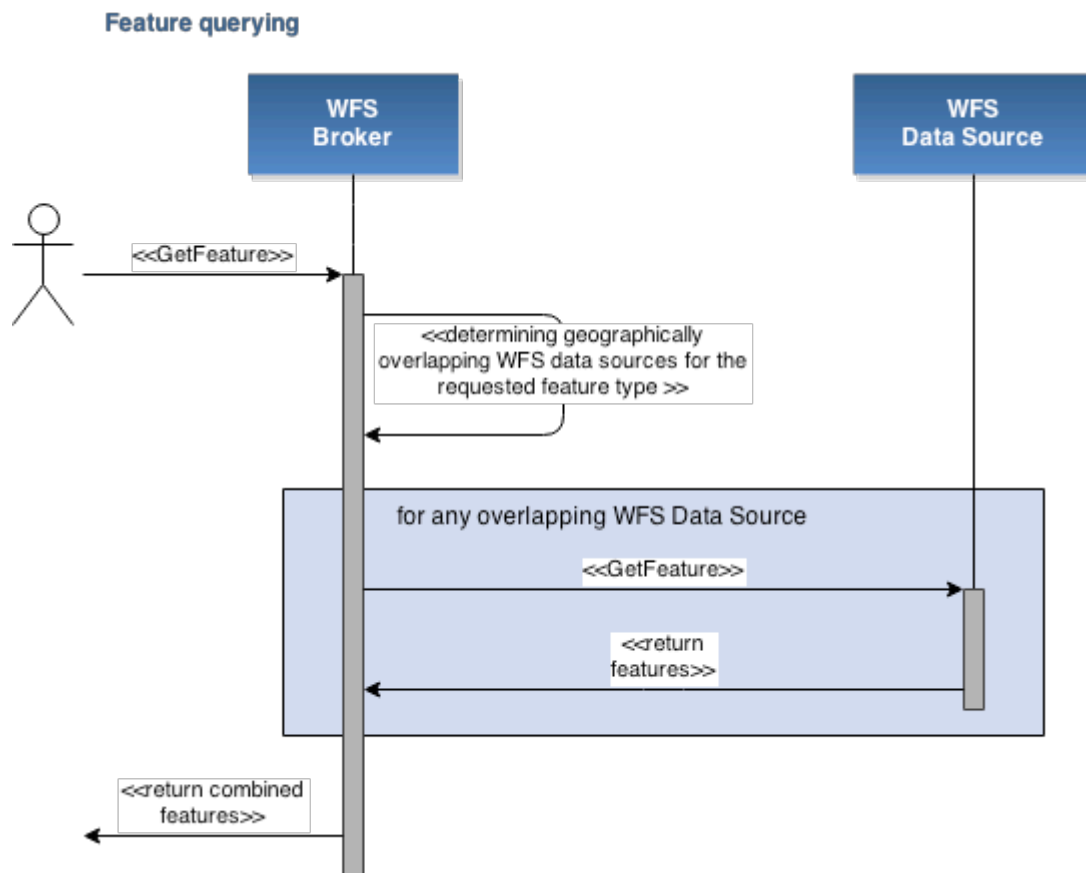 Feature querying
WFS
Broker
WFS
Data Source
<<GetFeature>>
<<determining geographically
overlapping WFS data sources for the
requested feature type >>
for any overlapping WFS Data Source
<<GetFeature>>
<<return
features>>
<<return combined
features>>